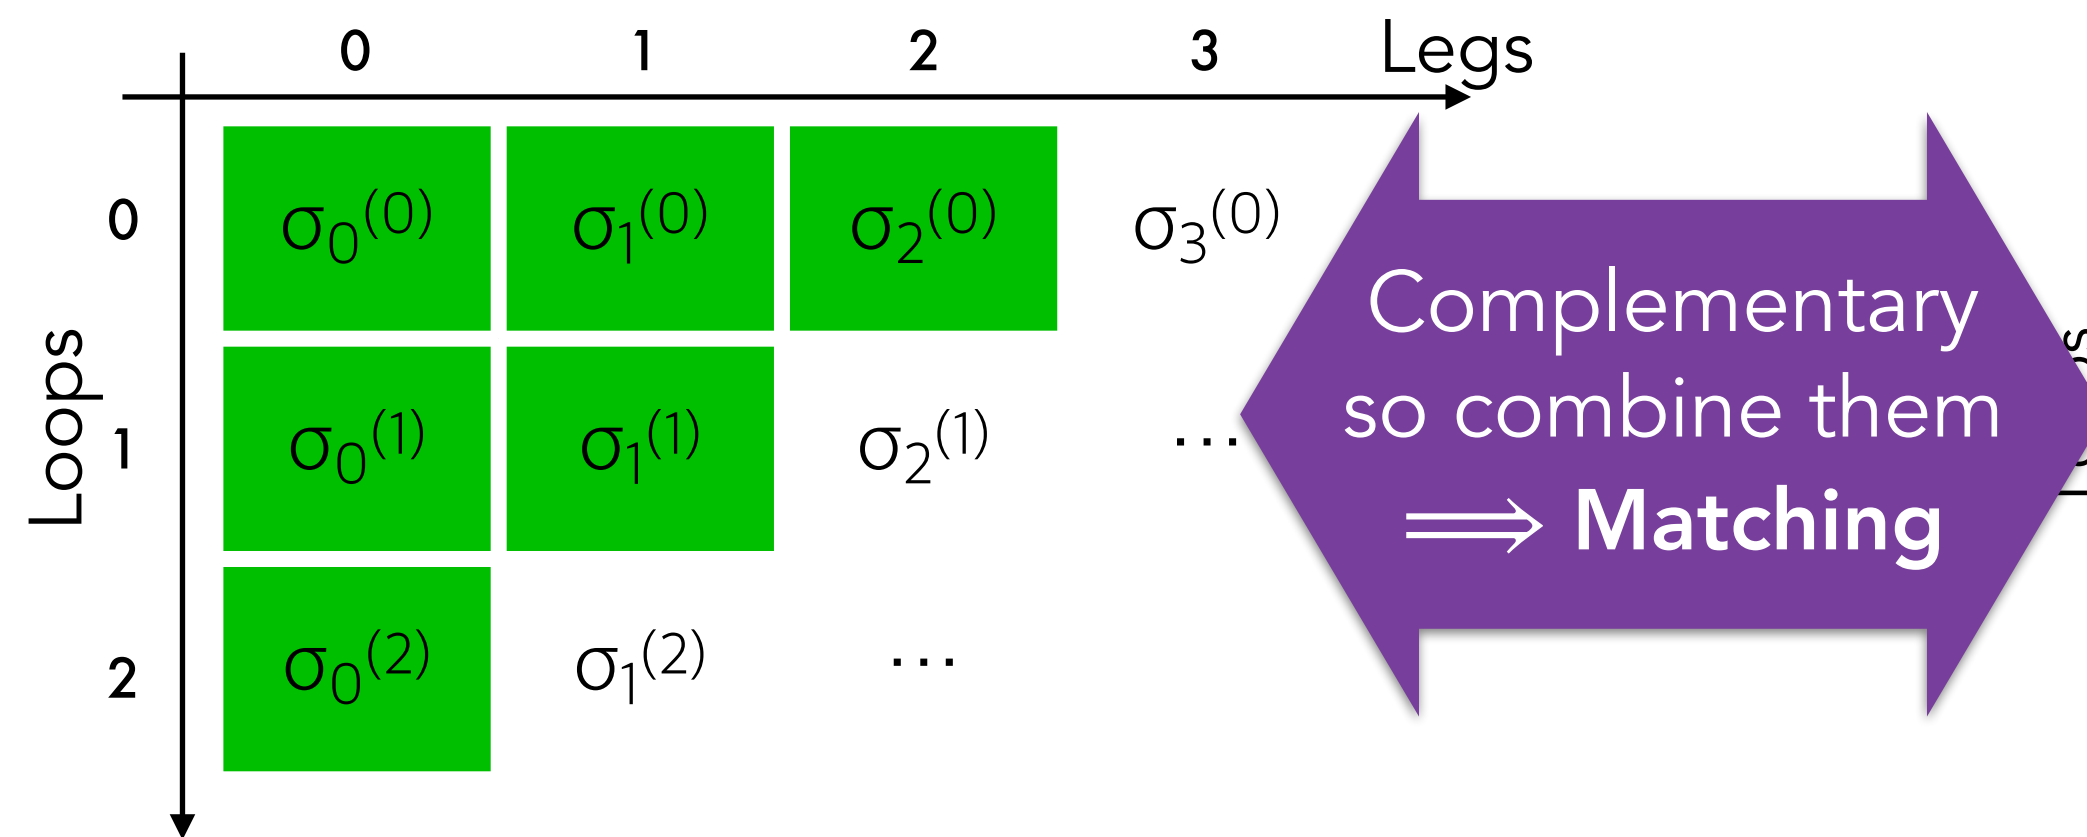 0 1 2 3 Legs
0 σ₀⁽⁰⁾ σ₁⁽⁰⁾ σ₂⁽⁰⁾ σ₃⁽⁰⁾
Loops
1 σ₀⁽¹⁾ σ₁⁽¹⁾ σ₂⁽¹⁾ …
2 σ₀⁽²⁾ σ₁⁽²⁾ …
Complementary
so combine them
⟹ Matching